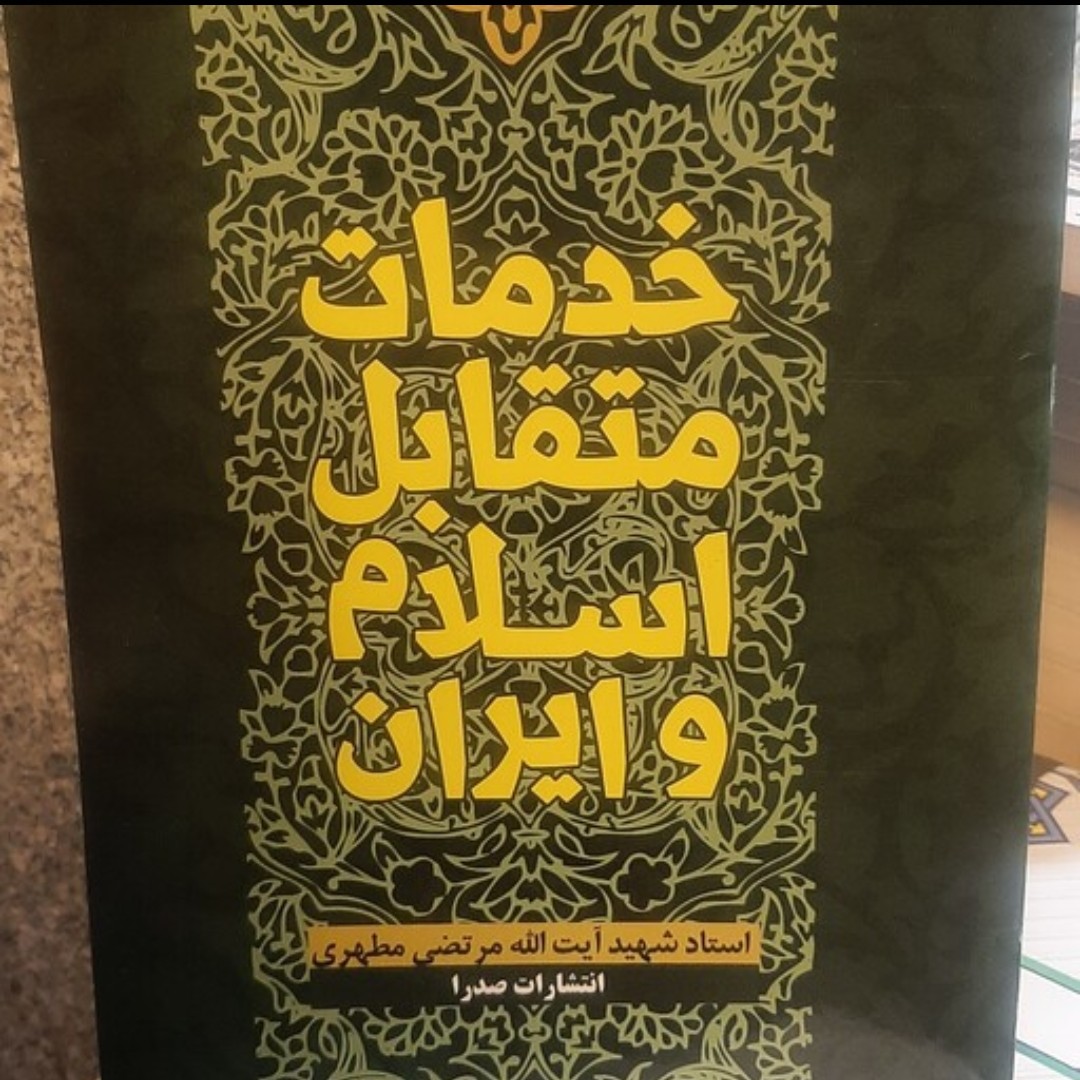 خدمات
متقابل
اسلام
و ایران
استاد شهید آیت الله مرتضی مطهری
انتشارات صدرا